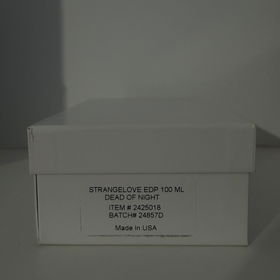 STRANGELOVE EDP 100 ML
DEAD OF NIGHT
ITEM # 2425018
BATCH# 24857D
Made In USA